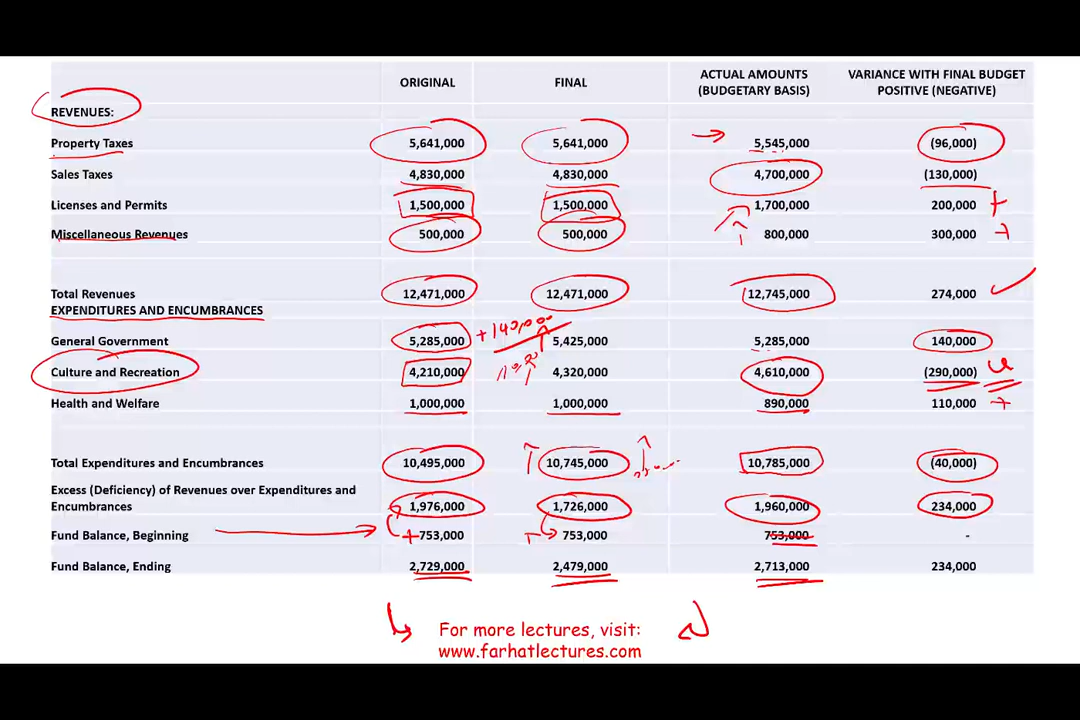 ORIGINAL FINAL ACTUAL AMOUNTS (BUDGETARY BASIS) VARIANCE WITH FINAL BUDGET POSITIVE (NEGATIVE)
REVENUES:
Property Taxes 5,641,000 5,641,000 5,545,000 (96,000)
Sales Taxes 4,830,000 4,830,000 4,700,000 (130,000)
Licenses and Permits 1,500,000 1,500,000 1,700,000 200,000 +
Miscellaneous Revenues 500,000 500,000 800,000 300,000 +
Total Revenues 12,471,000 12,471,000 12,745,000 274,000
EXPENDITURES AND ENCUMBRANCES
General Government 5,285,000 +140,000 5,425,000 5,285,000 140,000
Culture and Recreation 4,210,000 4,320,000 4,610,000 (290,000) u
Health and Welfare 1,000,000 1,000,000 890,000 110,000 +
Total Expenditures and Encumbrances 10,495,000 10,745,000 10,785,000 (40,000)
Excess (Deficiency) of Revenues over Expenditures and
Encumbrances 1,976,000 1,726,000 1,960,000 234,000
Fund Balance, Beginning +753,000 753,000 753,000 -
Fund Balance, Ending 2,729,000 2,479,000 2,713,000 234,000
For more lectures, visit:
www.farhatlectures.com